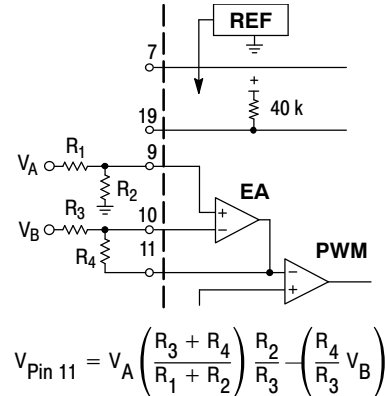 REF
7
+
40 k
19
R1
9
VA
R2
EA
R3
10
+
VB
−
11
PWM
R4
−
+
V Pin 11 = VA ( R3 + R4 / R1 + R2 ) R2 / R3 − ( R4 / R3 VB )